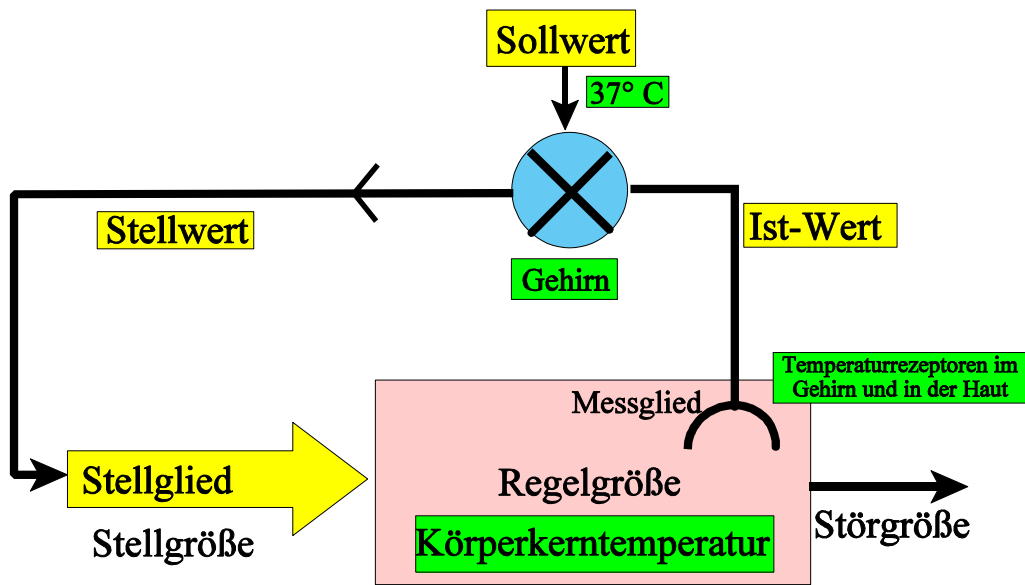 Sollwert
37° C
Stellwert
Ist-Wert
Gehirn
Temperaturrezeptoren im
Gehirn und in der Haut
Messglied
Stellglied
Regelgröße
Störgröße
Stellgröße
Körperkerntemperatur